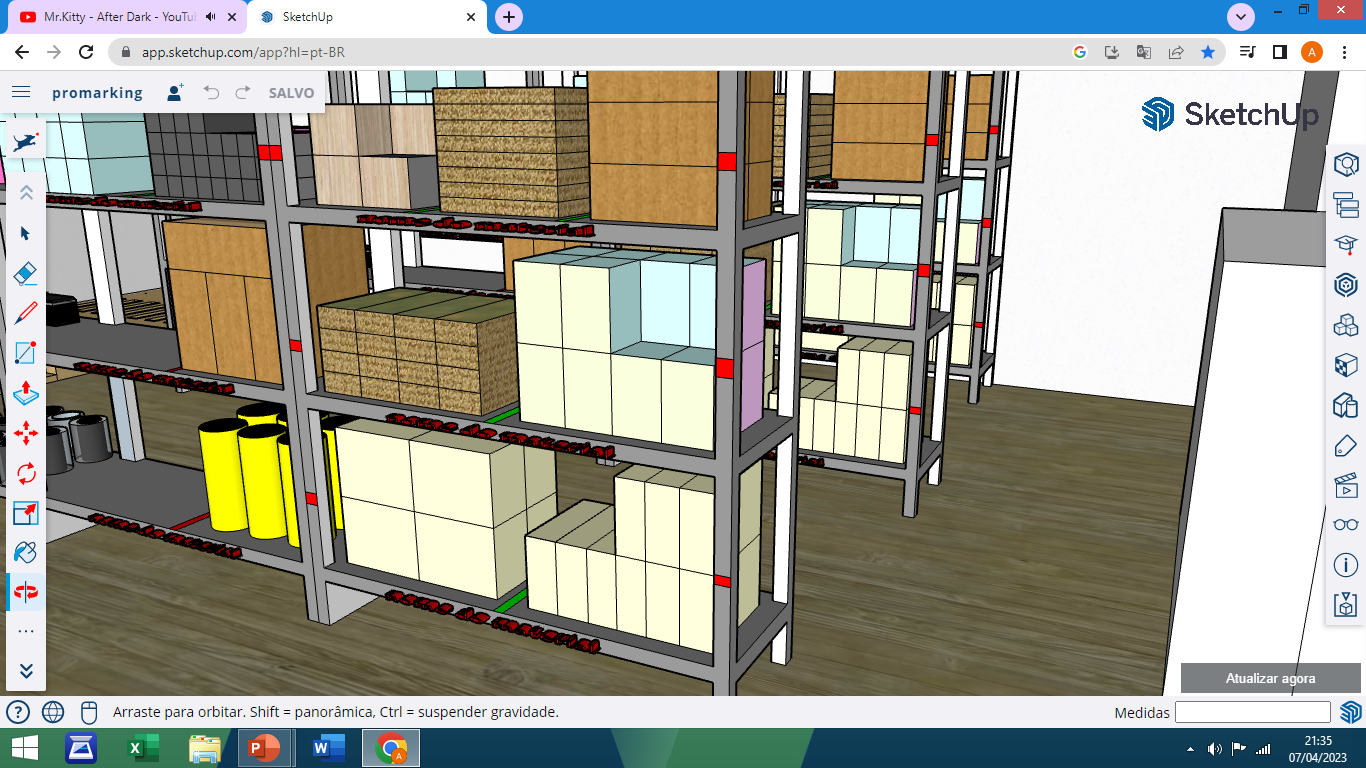 Mr.Kitty - After Dark - YouTu
SketchUp
app.sketchup.com/app?hl=pt-BR
A
promarking
SALVO
SketchUp
Atualizar agora
Arraste para orbitar. Shift = panorâmica, Ctrl = suspender gravidade.
Medidas
21:35
07/04/2023